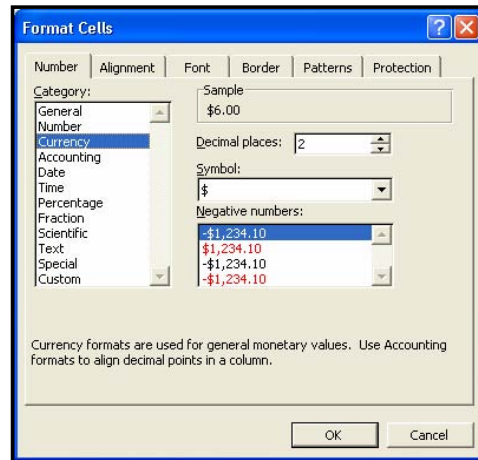 Format Cells
Number Alignment Font Border Patterns Protection
Category:
General
Number
Currency
Accounting
Date
Time
Percentage
Fraction
Scientific
Text
Special
Custom
Sample
$6.00
Decimal places: 2
Symbol:
$
Negative numbers:
-$1,234.10
$1,234.10
-$1,234.10
-$1,234.10
Currency formats are used for general monetary values. Use Accounting
formats to align decimal points in a column.
OK Cancel